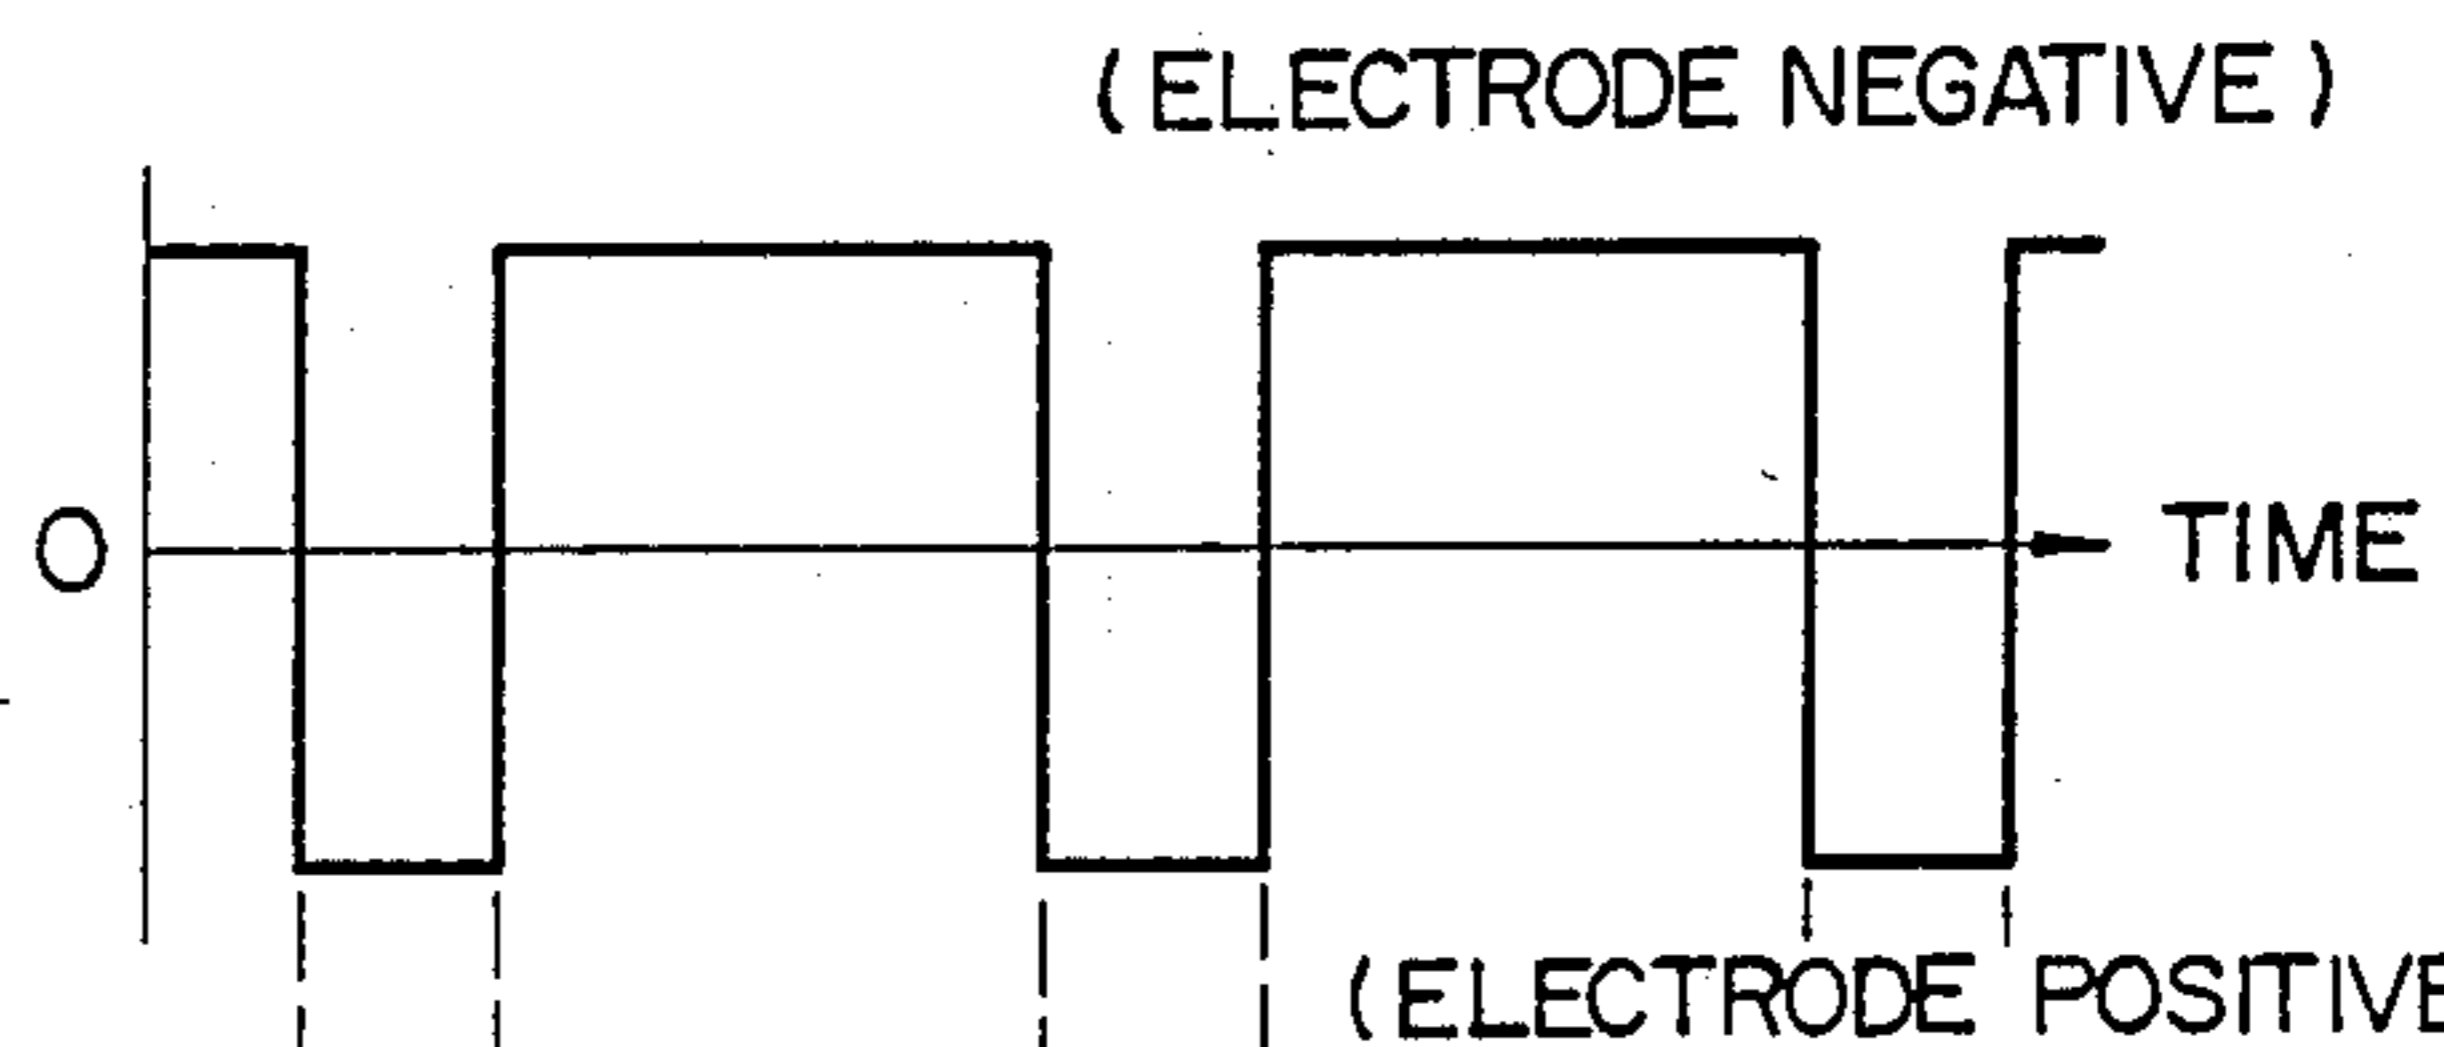 ( ELECTRODE NEGATIVE )
O
TIME
(ELECTRODE POSITIVE